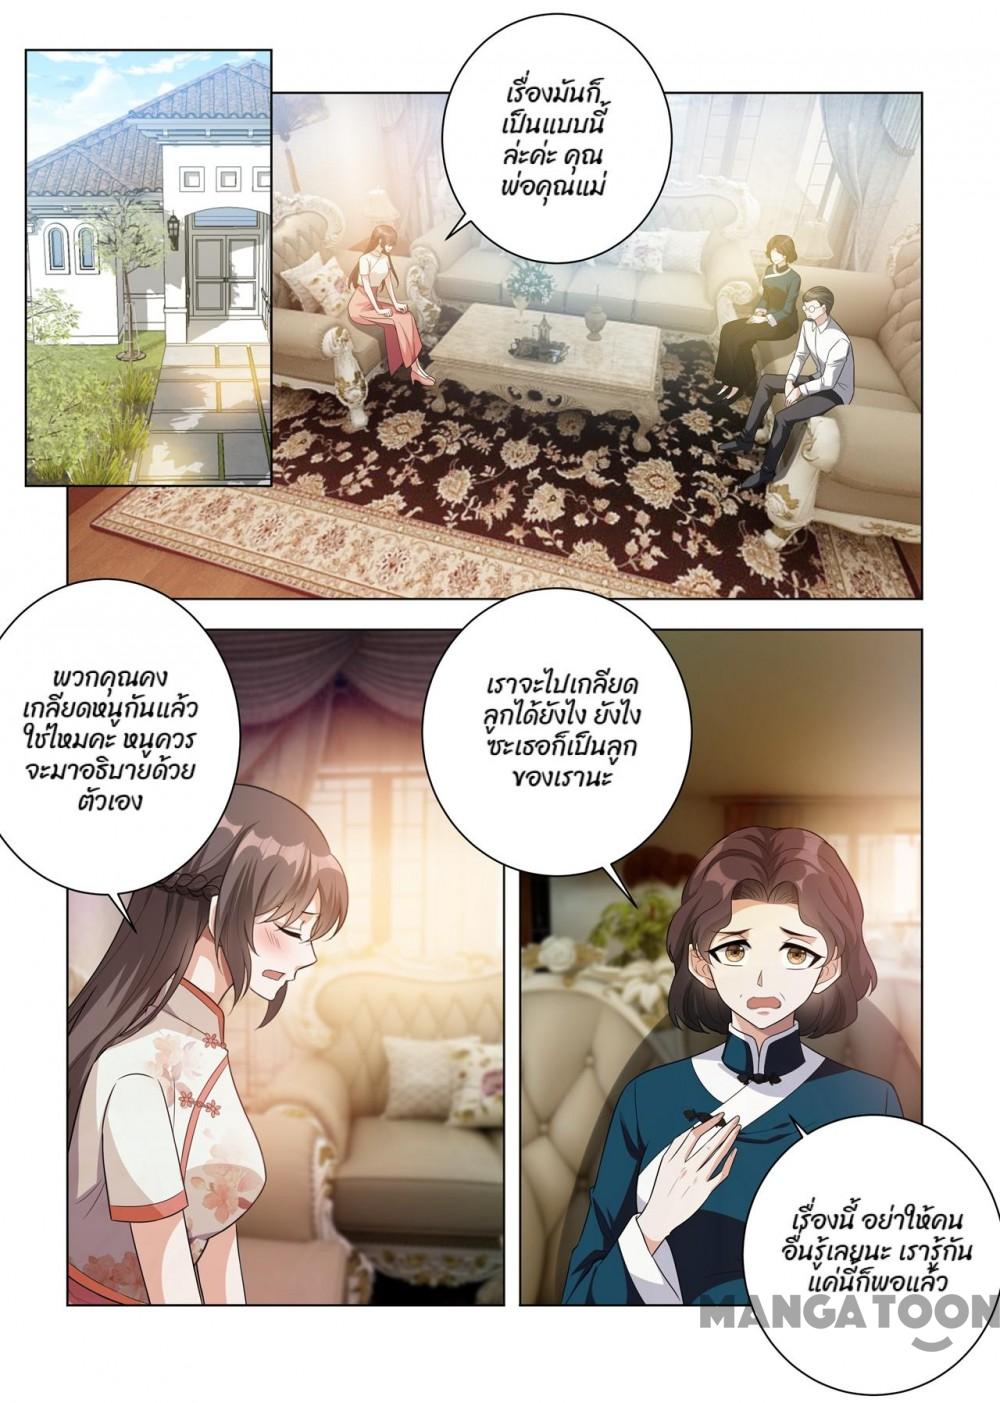 เรื่องมันก็
เป็นแบบนี้
ล่ะค่ะ คุณ
พ่อคุณแม่
พวกคุณคง
เกลียดหนูกันแล้ว
ใช่ไหมคะ หนูควร
จะมาอธิบายด้วย
ตัวเอง
เราจะไปเกลียด
ลูกได้ยังไง ยังไง
ซะเธอก็เป็นลูก
ของเรานะ
เรื่องนี้ อย่าให้คน
อื่นรู้เลยนะ เรารู้กัน
แค่นี้ก็พอแล้ว
MANGATOON